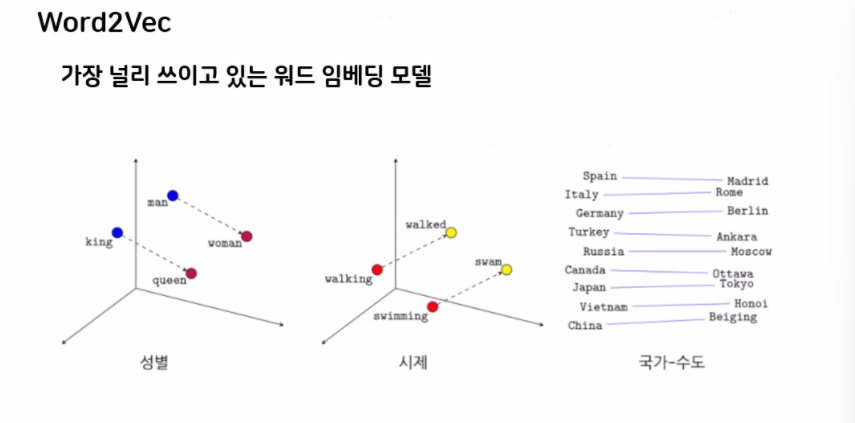 Word2Vec
가장 널리 쓰이고 있는 워드 임베딩 모델
man
king
woman
queen
성별
walked
walking
swam
swimming
시제
Spain Madrid
Italy Rome
Germany Berlin
Turkey Ankara
Russia Moscow
Canada Ottawa
Japan Tokyo
Vietnam Honoi
China Beiging
국가-수도